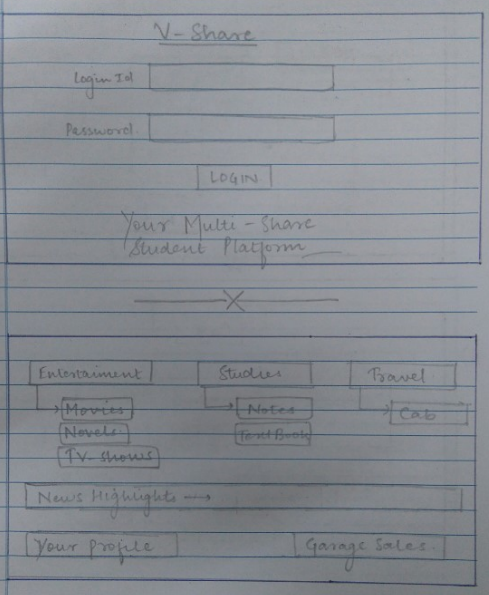 V-Share
Login Id
Password
LOGIN
Your Multi-Share
Student Platform
Entertaiment Studies Travel
Movies Notes Cab
Novels Text Book
TV-shows
News Highlights →
Your Profile Garage Sales.